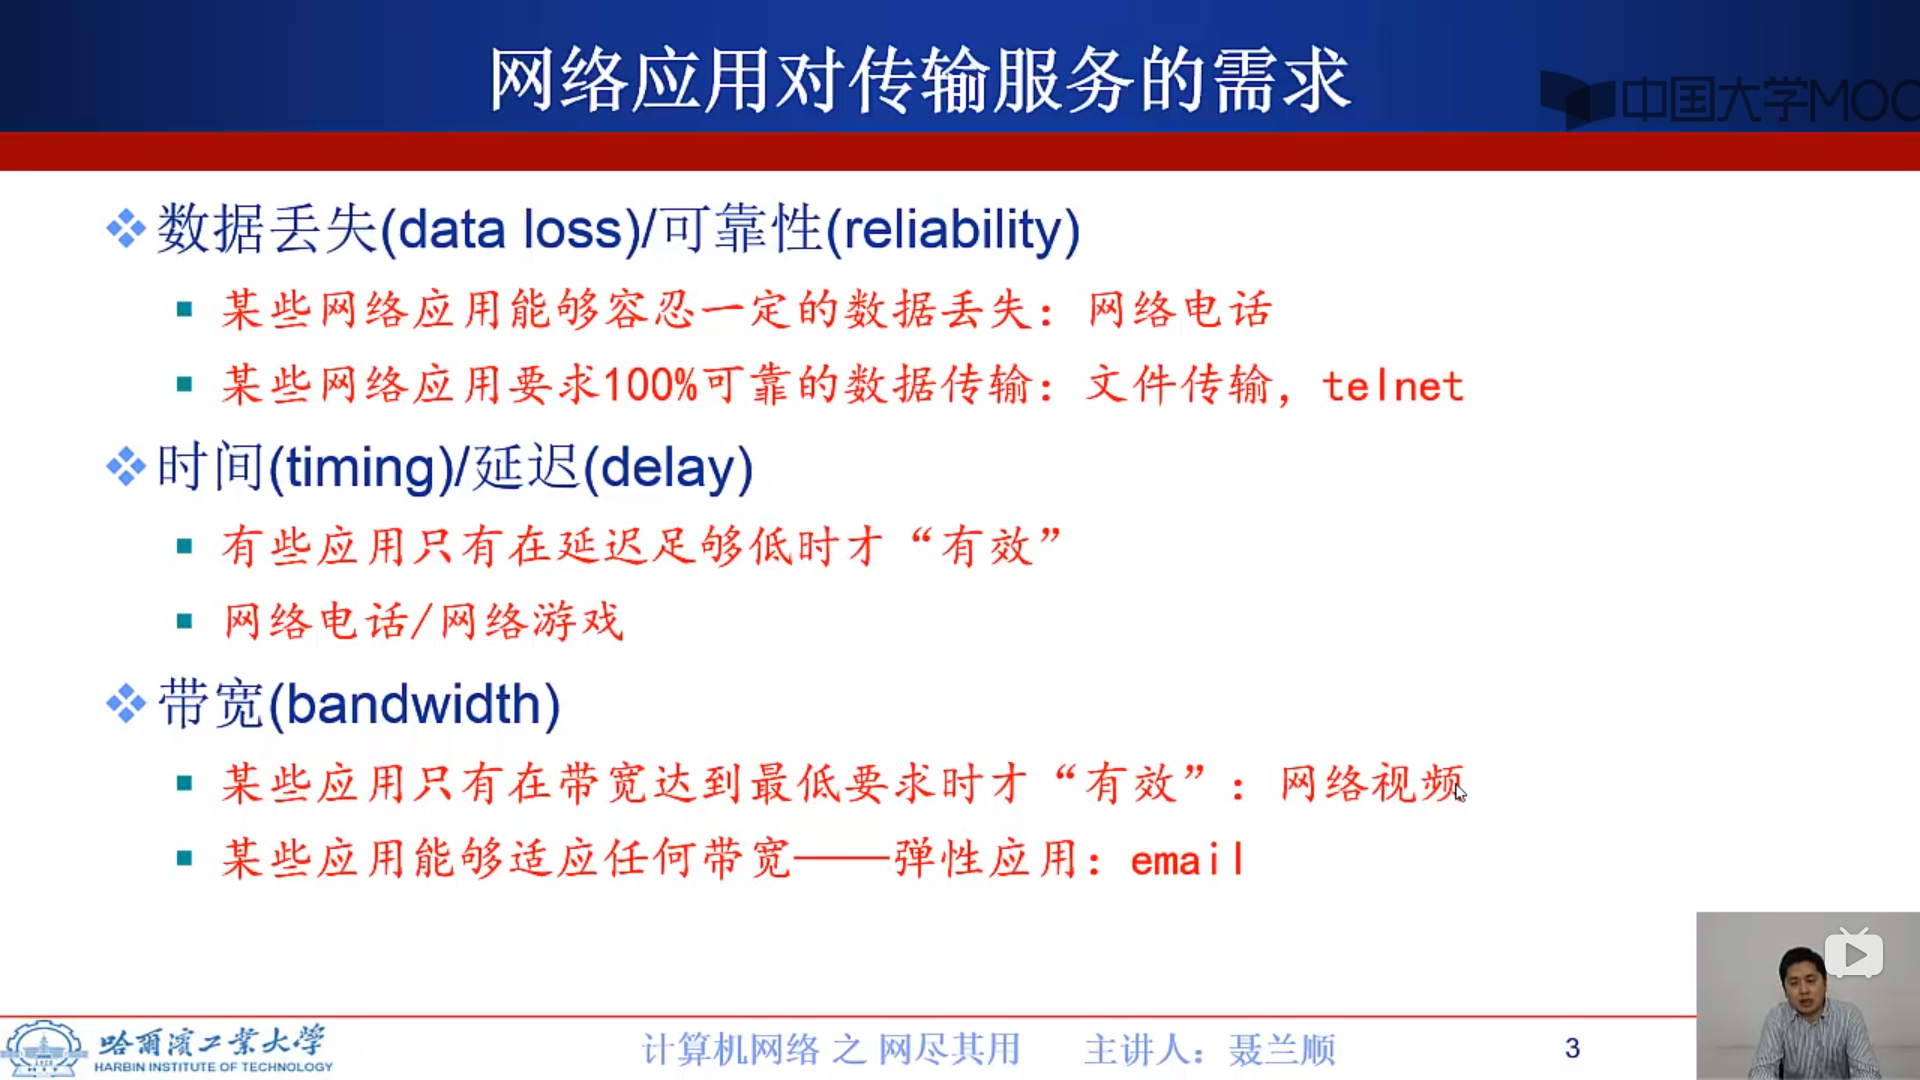 网络应用对传输服务的需求
中国大学MOO
数据丢失(data loss)/可靠性(reliability)
某些网络应用能够容忍一定的数据丢失：网络电话
某些网络应用要求100%可靠的数据传输：文件传输，telnet
时间(timing)/延迟(delay)
有些应用只有在延迟足够低时才“有效”
网络电话/网络游戏
带宽(bandwidth)
某些应用只有在带宽达到最低要求时才“有效”：网络视频
某些应用能够适应任何带宽——弹性应用：email
哈尔滨工业大学
HARBIN INSTITUTE OF TECHNOLOGY
计算机网络 之 网尽其用 主讲人：聂兰顺 3